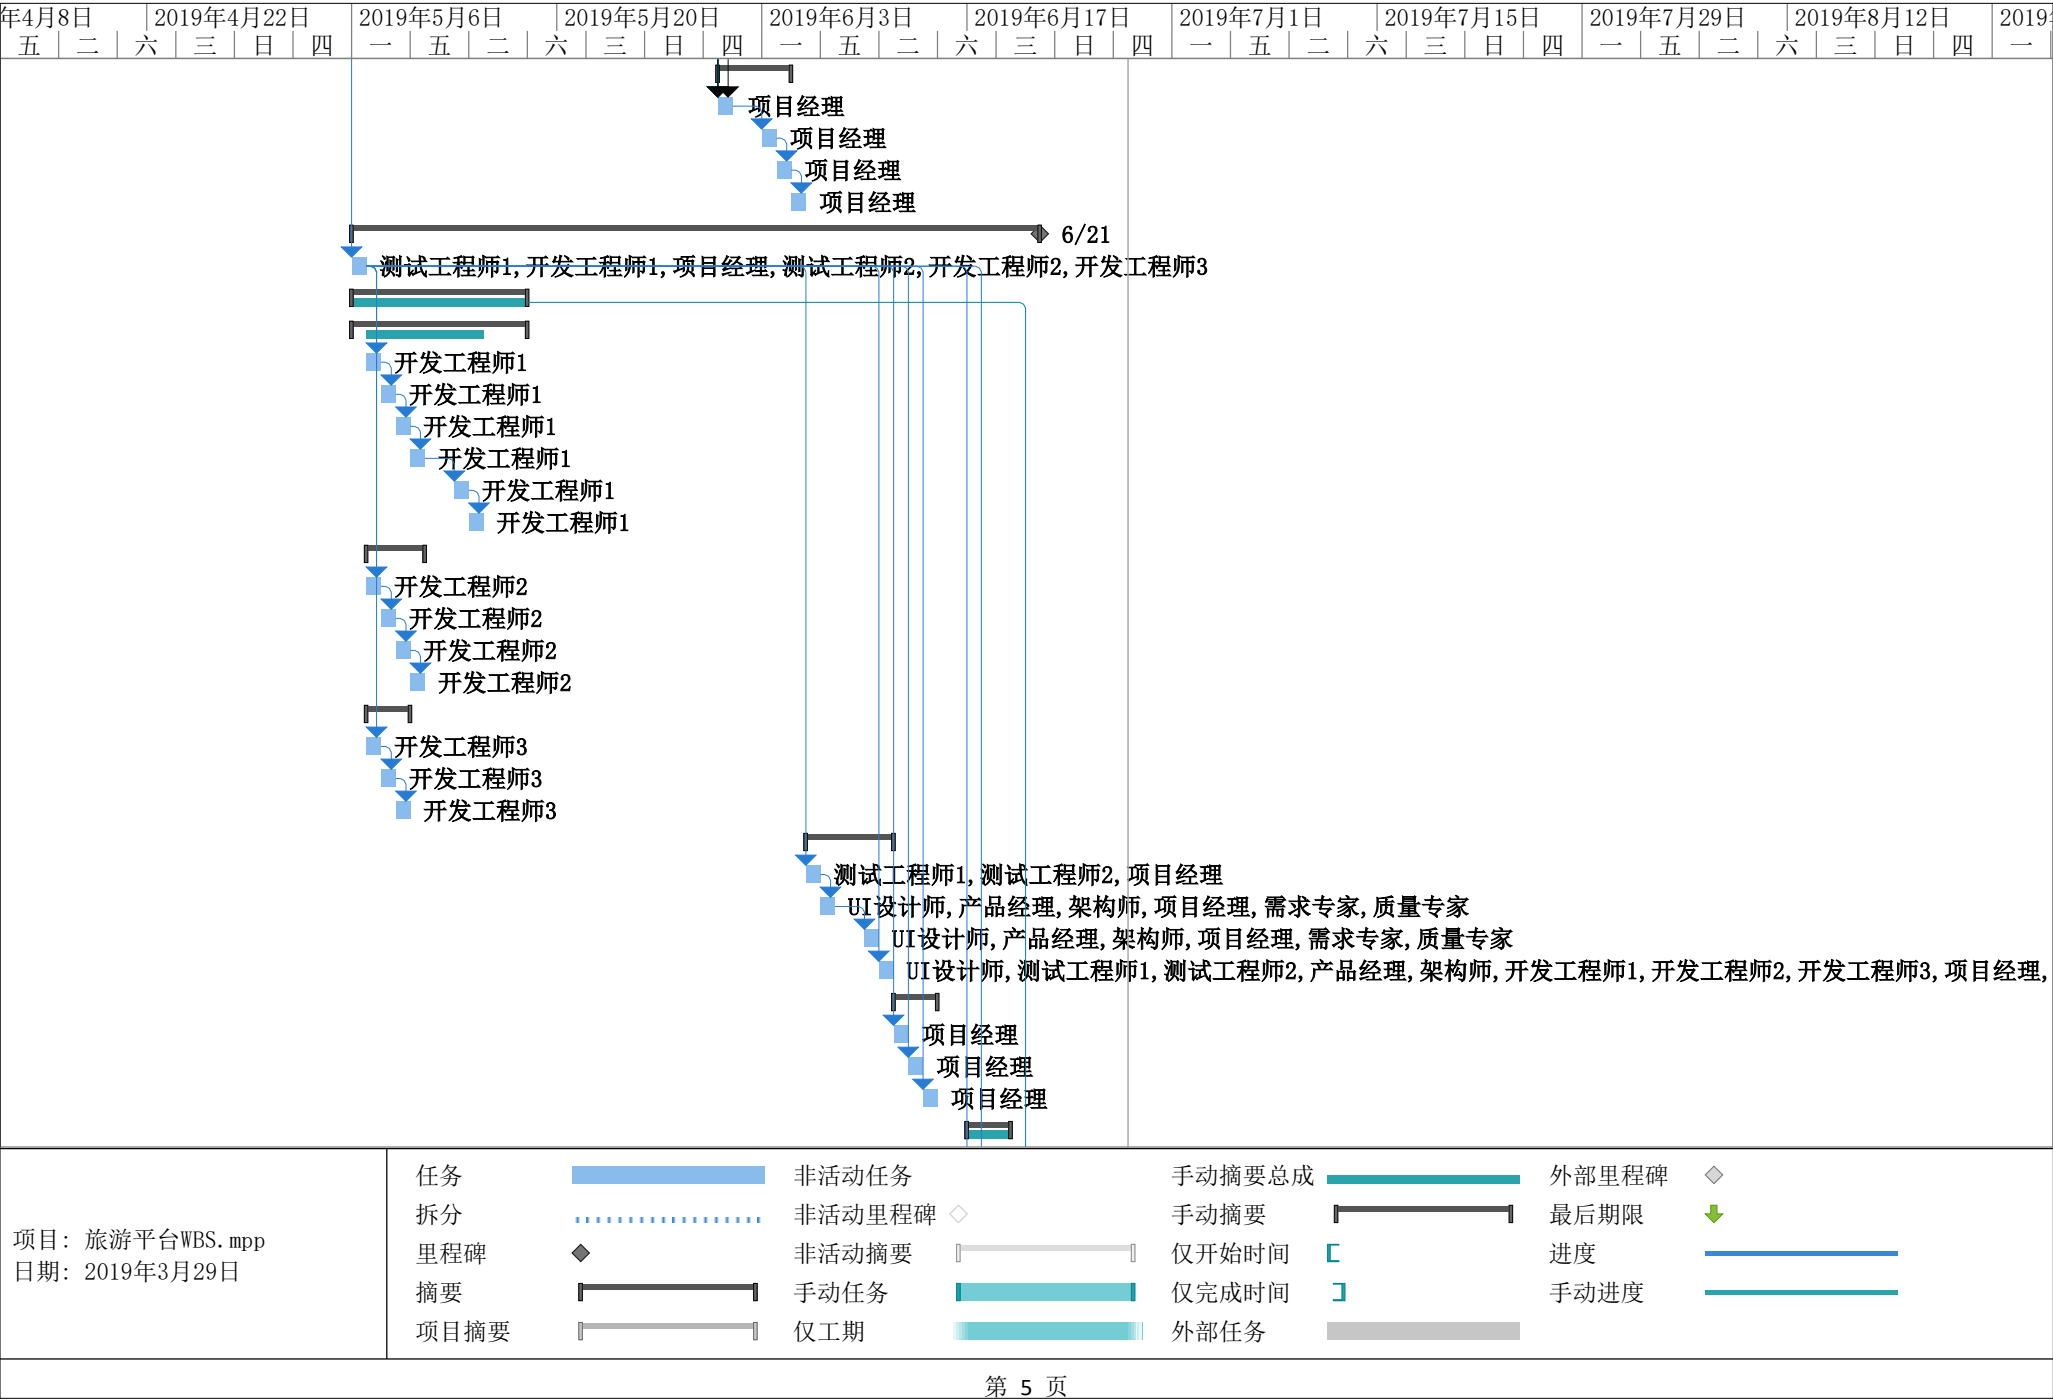 年4月8日 2019年4月22日 2019年5月6日 2019年5月20日 2019年6月3日 2019年6月17日 2019年7月1日 2019年7月15日 2019年7月29日 2019年8月12日 2019
五 二 六 三 日 四 一 五 二 六 三 日 四 一 五 二 六 三 日 四 一 五 二 六 三 日 四 一 五 二 六 三 日 四 一
项目经理
项目经理
项目经理
项目经理
6/21
测试工程师1,开发工程师1,项目经理,测试工程师2,开发工程师2,开发工程师3
开发工程师1
开发工程师1
开发工程师1
开发工程师1
开发工程师1
开发工程师1
开发工程师2
开发工程师2
开发工程师2
开发工程师2
开发工程师3
开发工程师3
开发工程师3
测试工程师1,测试工程师2,项目经理
UI设计师,产品经理,架构师,项目经理,需求专家,质量专家
UI设计师,产品经理,架构师,项目经理,需求专家,质量专家
UI设计师,测试工程师1,测试工程师2,产品经理,架构师,开发工程师1,开发工程师2,开发工程师3,项目经理,
项目经理
项目经理
项目经理
项目: 旅游平台WBS.mpp
日期: 2019年3月29日
任务
拆分
里程碑
摘要
项目摘要
非活动任务
非活动里程碑
非活动摘要
手动任务
仅工期
手动摘要总成
手动摘要
仅开始时间
仅完成时间
外部任务
外部里程碑
最后期限
进度
手动进度
第 5 页